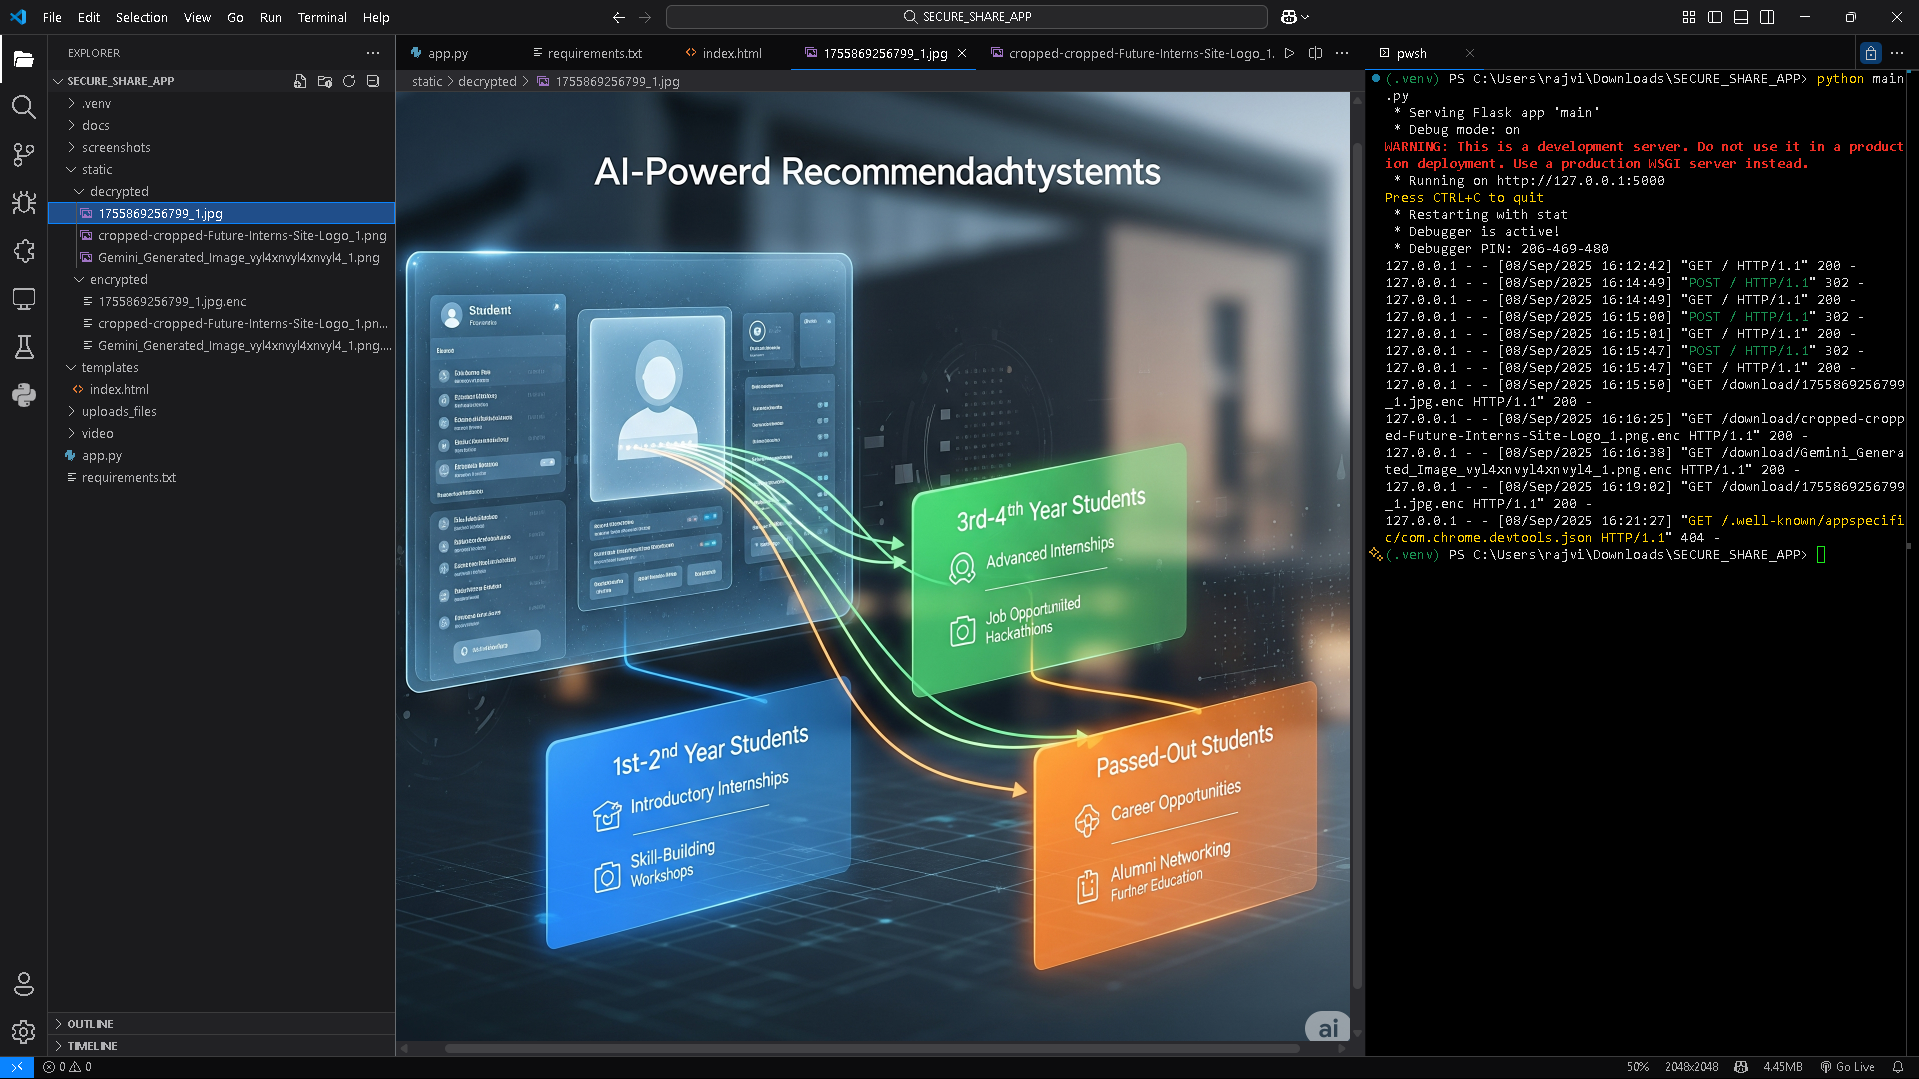 File Edit Selection View Go Run Terminal Help
SECURE_SHARE_APP
EXPLORER
SECURE_SHARE_APP
.venv
docs
screenshots
static
decrypted
1755869256799_1.jpg
cropped-cropped-Future-Interns-Site-Logo_1.png
Gemini_Generated_Image_vyl4xnvyl4xnvyl4_1.png
encrypted
1755869256799_1.jpg.enc
cropped-cropped-Future-Interns-Site-Logo_1.pn...
Gemini_Generated_Image_vyl4xnvyl4xnvyl4_1.png....
templates
index.html
uploads_files
video
app.py
requirements.txt
OUTLINE
TIMELINE
app.py requirements.txt index.html 1755869256799_1.jpg cropped-cropped-Future-Interns-Site-Logo_1.
static > decrypted > 1755869256799_1.jpg
AI-Powerd Recommendadhtystemts
Student
3rd-4th Year Students
Advanced Internships
Job Opportunited
Hackathions
1st-2nd Year Students
Introductory Internships
Skill-Building
Workshops
Passed-Out Students
Career Opportunities
Alumni Networking
Further Education
ai
pwsh
(.venv) PS C:\Users\rajvi\Downloads\SECURE_SHARE_APP> python main
.py
* Serving Flask app 'main'
* Debug mode: on
WARNING: This is a development server. Do not use it in a product
ion deployment. Use a production WSGI server instead.
* Running on http://127.0.0.1:5000
Press CTRL+C to quit
* Restarting with stat
* Debugger is active!
* Debugger PIN: 206-469-480
127.0.0.1 - - [08/Sep/2025 16:12:42] "GET / HTTP/1.1" 200 -
127.0.0.1 - - [08/Sep/2025 16:14:49] "POST / HTTP/1.1" 302 -
127.0.0.1 - - [08/Sep/2025 16:14:49] "GET / HTTP/1.1" 200 -
127.0.0.1 - - [08/Sep/2025 16:15:00] "POST / HTTP/1.1" 302 -
127.0.0.1 - - [08/Sep/2025 16:15:01] "GET / HTTP/1.1" 200 -
127.0.0.1 - - [08/Sep/2025 16:15:47] "POST / HTTP/1.1" 302 -
127.0.0.1 - - [08/Sep/2025 16:15:47] "GET / HTTP/1.1" 200 -
127.0.0.1 - - [08/Sep/2025 16:15:50] "GET /download/1755869256799
_1.jpg.enc HTTP/1.1" 200 -
127.0.0.1 - - [08/Sep/2025 16:16:25] "GET /download/cropped-cropp
ed-Future-Interns-Site-Logo_1.png.enc HTTP/1.1" 200 -
127.0.0.1 - - [08/Sep/2025 16:16:38] "GET /download/Gemini_Genera
ted_Image_vyl4xnvyl4xnvyl4_1.png.enc HTTP/1.1" 200 -
127.0.0.1 - - [08/Sep/2025 16:19:02] "GET /download/1755869256799
_1.jpg.enc HTTP/1.1" 200 -
127.0.0.1 - - [08/Sep/2025 16:21:27] "GET /.well-known/appspecifi
c/com.chrome.devtools.json HTTP/1.1" 404 -
(.venv) PS C:\Users\rajvi\Downloads\SECURE_SHARE_APP>
0 0
50% 2048x2048 4.45MB Go Live